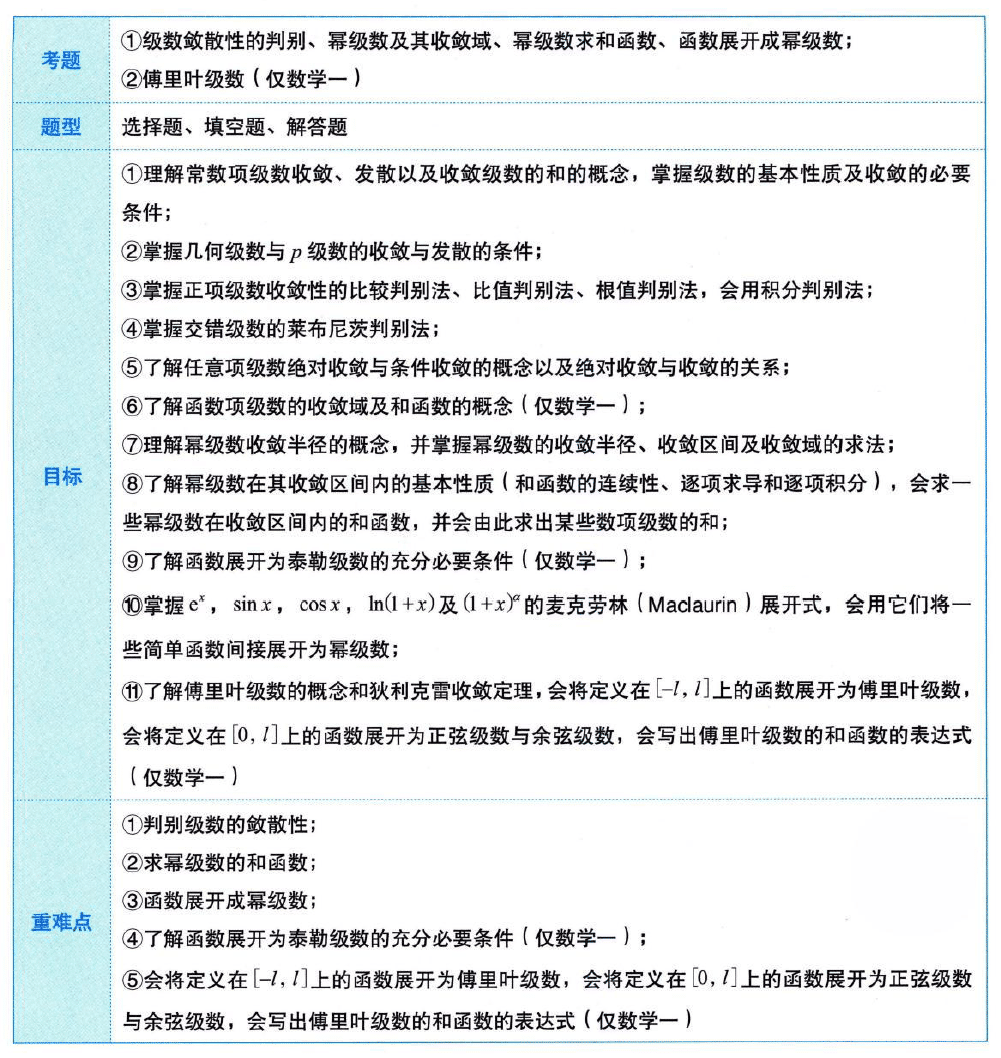 考题
①级数敛散性的判别、幂级数及其收敛域、幂级数求和函数、函数展开成幂级数；
②傅里叶级数（仅数学一）
题型
选择题、填空题、解答题
目标
①理解常数项级数收敛、发散以及收敛级数的和的概念，掌握级数的基本性质及收敛的必要
条件；
②掌握几何级数与 p 级数的收敛与发散的条件；
③掌握正项级数收敛性的比较判别法、比值判别法、根值判别法，会用积分判别法；
④掌握交错级数的莱布尼茨判别法；
⑤了解任意项级数绝对收敛与条件收敛的概念以及绝对收敛与收敛的关系；
⑥了解函数项级数的收敛域及和函数的概念（仅数学一）；
⑦理解幂级数收敛半径的概念，并掌握幂级数的收敛半径、收敛区间及收敛域的求法；
⑧了解幂级数在其收敛区间内的基本性质（和函数的连续性、逐项求导和逐项积分），会求一
些幂级数在收敛区间内的和函数，并会由此求出某些数项级数的和；
⑨了解函数展开为泰勒级数的充分必要条件（仅数学一）；
⑩掌握 eˣ，sin x，cos x，ln(1+x)及(1+x)ᵅ的麦克劳林（Maclaurin）展开式，会用它们将一
些简单函数间接展开为幂级数；
⑪了解傅里叶级数的概念和狄利克雷收敛定理，会将定义在[-l, l]上的函数展开为傅里叶级数，
会将定义在[0, l]上的函数展开为正弦级数与余弦级数，会写出傅里叶级数的和函数的表达式
（仅数学一）
重难点
①判别级数的敛散性；
②求幂级数的和函数；
③函数展开成幂级数；
④了解函数展开为泰勒级数的充分必要条件（仅数学一）；
⑤会将定义在[-l, l]上的函数展开为傅里叶级数，会将定义在[0, l]上的函数展开为正弦级数
与余弦级数，会写出傅里叶级数的和函数的表达式（仅数学一）